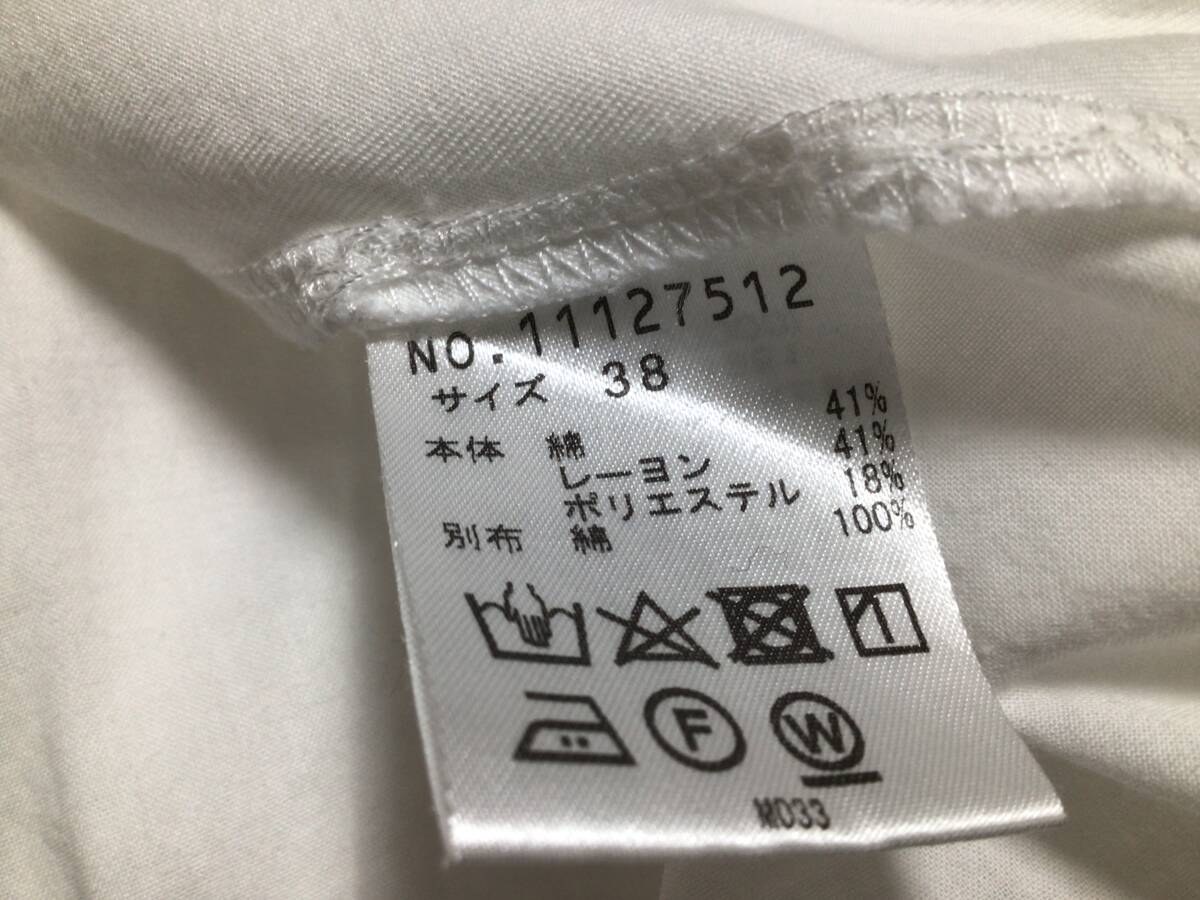 NO.11127512
サイズ 38
本体 綿 41%
レーヨン 41%
ポリエステル 18%
別布 綿 100%
F W
M033